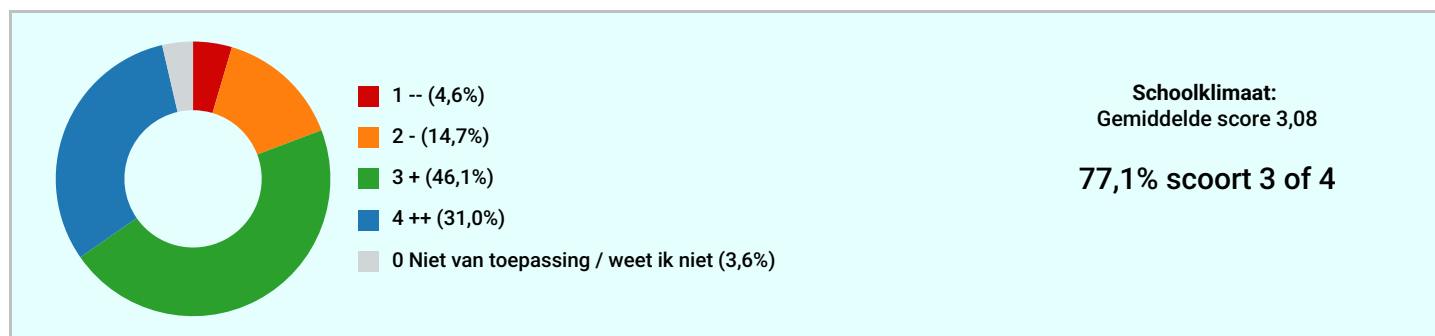 1 -- (4,6%)
2 - (14,7%)
3 + (46,1%)
4 ++ (31,0%)
0 Niet van toepassing / weet ik niet (3,6%)
Schoolklimaat:
Gemiddelde score 3,08
77,1% scoort 3 of 4